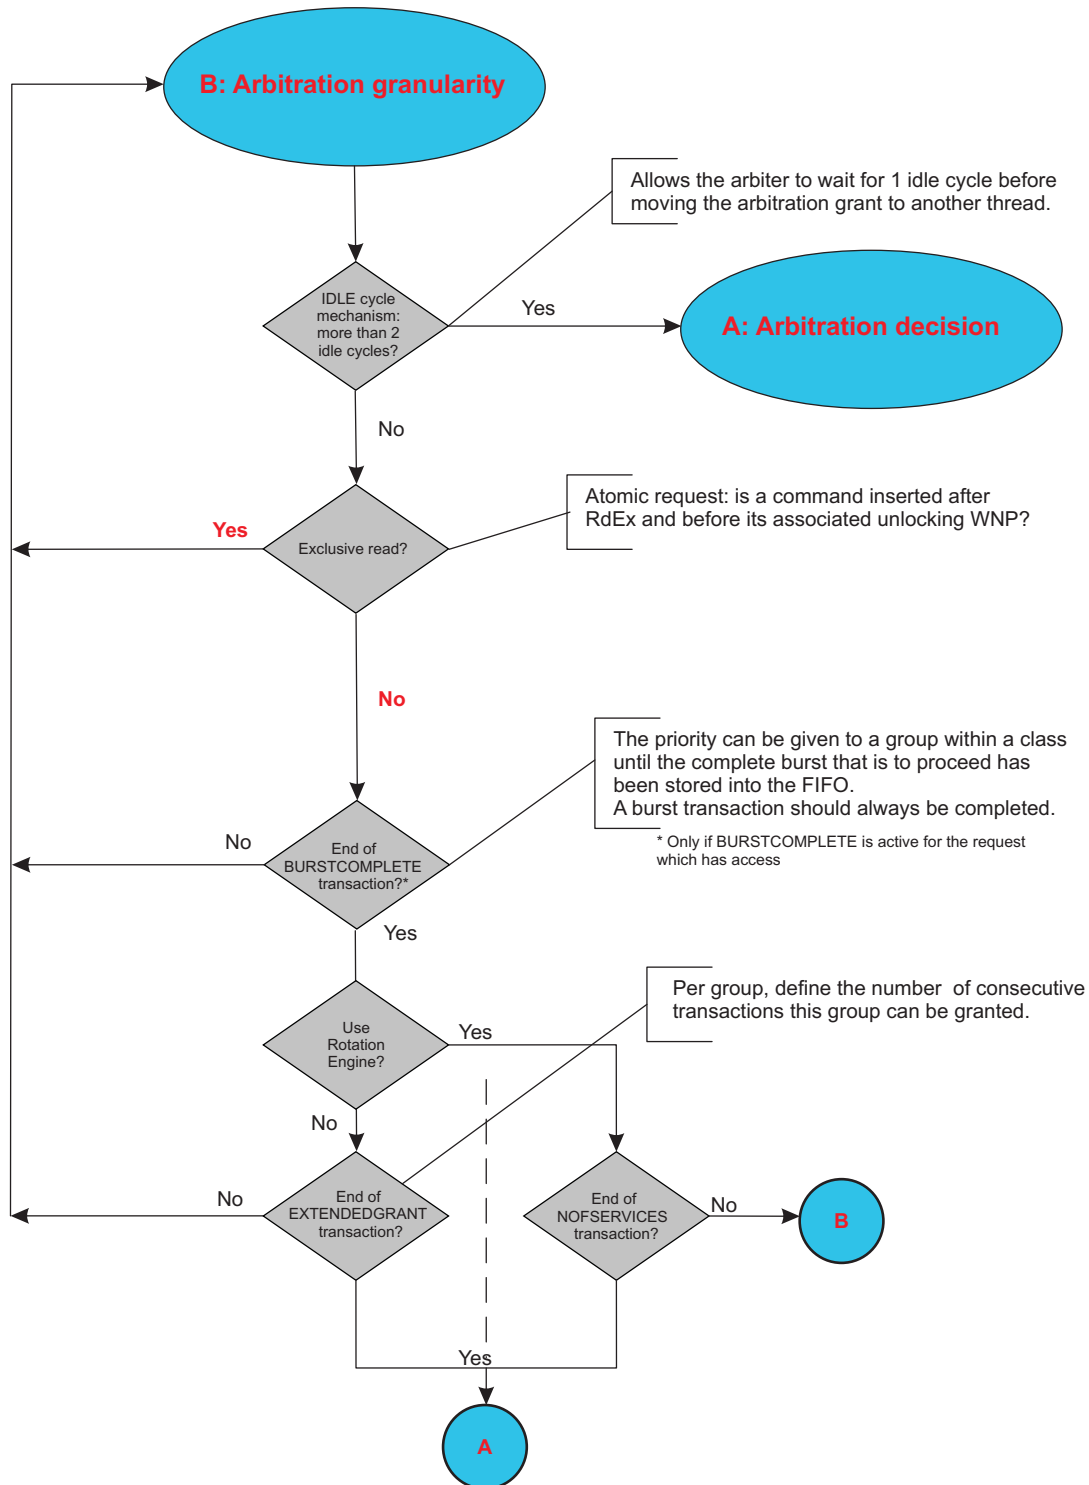 B: Arbitration granularity
Allows the arbiter to wait for 1 idle cycle before
moving the arbitration grant to another thread.
IDLE cycle
mechanism:
more than 2
idle cycles?
Yes
A: Arbitration decision
No
Atomic request: is a command inserted after
RdEx and before its associated unlocking WNP?
Yes
Exclusive read?
No
The priority can be given to a group within a class
until the complete burst that is to proceed has
been stored into the FIFO.
A burst transaction should always be completed.
* Only if BURSTCOMPLETE is active for the request
which has access
No
End of
BURSTCOMPLETE
transaction?*
Yes
Per group, define the number of consecutive
transactions this group can be granted.
Use
Rotation
Engine?
Yes
No
No
End of
EXTENDEDGRANT
transaction?
End of
NOFSERVICES
transaction?
No
B
Yes
A